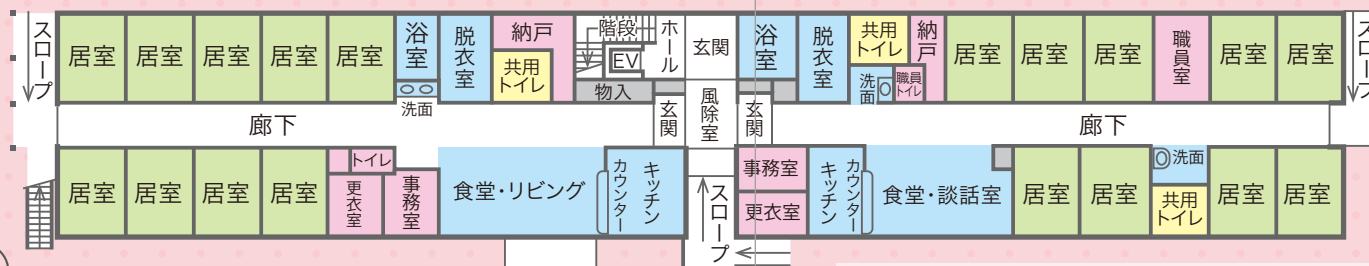 スロープ
居室
居室
居室
居室
居室
浴室
洗面
脱衣室
納戸
共用
トイレ
階段
EV
物入
ホール
玄関
浴室
脱衣室
共用
トイレ
洗面
職員
トイレ
納戸
居室
居室
居室
職員室
居室
居室
スロープ
廊下
玄関
風除室
玄関
廊下
居室
居室
居室
居室
トイレ
更衣室
事務室
食堂・リビング
カウンター
キッチン
スロープ
事務室
更衣室
キッチン
カウンター
食堂・談話室
居室
居室
洗面
共用
トイレ
居室
居室